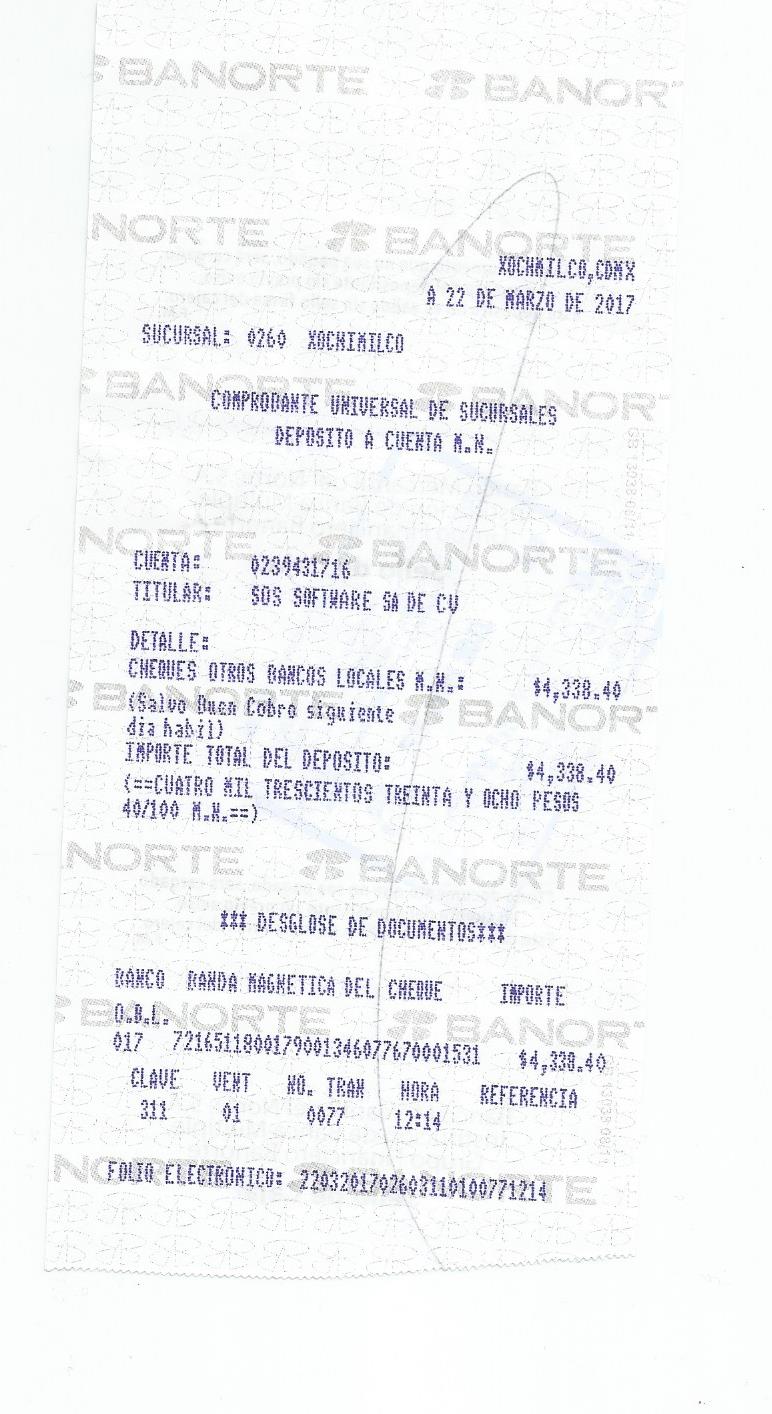 XOCHMILCO,CDMX
A 22 DE MARZO DE 2017
SUCURSAL: 0260 XOCHIMILCO
COMPROBANTE UNIVERSAL DE SUCURSALES
DEPOSITO A CUENTA M.N.
CUENTA: 0239431716
TITULAR: SOS SOFTWARE SA DE CV
DETALLE:
CHEQUES OTROS BANCOS LOCALES M.N.: $4,338.40
(Salvo Buen Cobro siguiente
dia habil)
IMPORTE TOTAL DEL DEPOSITO: $4,338.40
(==CUATRO MIL TRESCIENTOS TREINTA Y OCHO PESOS
40/100 M.N.==)
*** DESGLOSE DE DOCUMENTOS***
BANCO BANDA MAGNETICA DEL CHEQUE IMPORTE
O.B.L.
017 7216511800179001346077670001531 $4,338.40
CLAVE VENT NO. TRAN HORA REFERENCIA
311 01 0077 12:14
FOLIO ELECTRONICO: 2203201702603110100771214
BANORTE